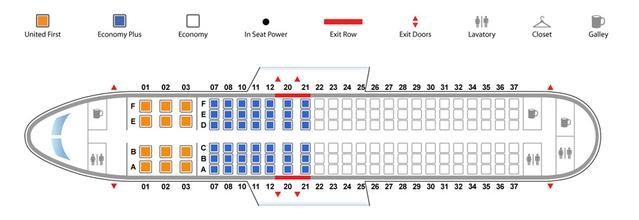 United First Economy Plus Economy In Seat Power Exit Row Exit Doors Lavatory Closet Galley
01 02 03 07 08 09 10 11 12 20 21 22 23 24 25 26 27 28 29 30 31 32 33 34 35 36 37
F F
E E
D
C
B B
A A
01 02 03 07 08 09 10 11 12 20 21 22 23 24 25 26 27 28 29 30 31 32 33 34 35 36 37